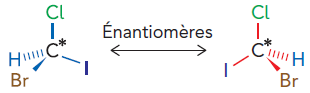 Cl Cl
Énantiomères
C* C*
H I I H
Br Br